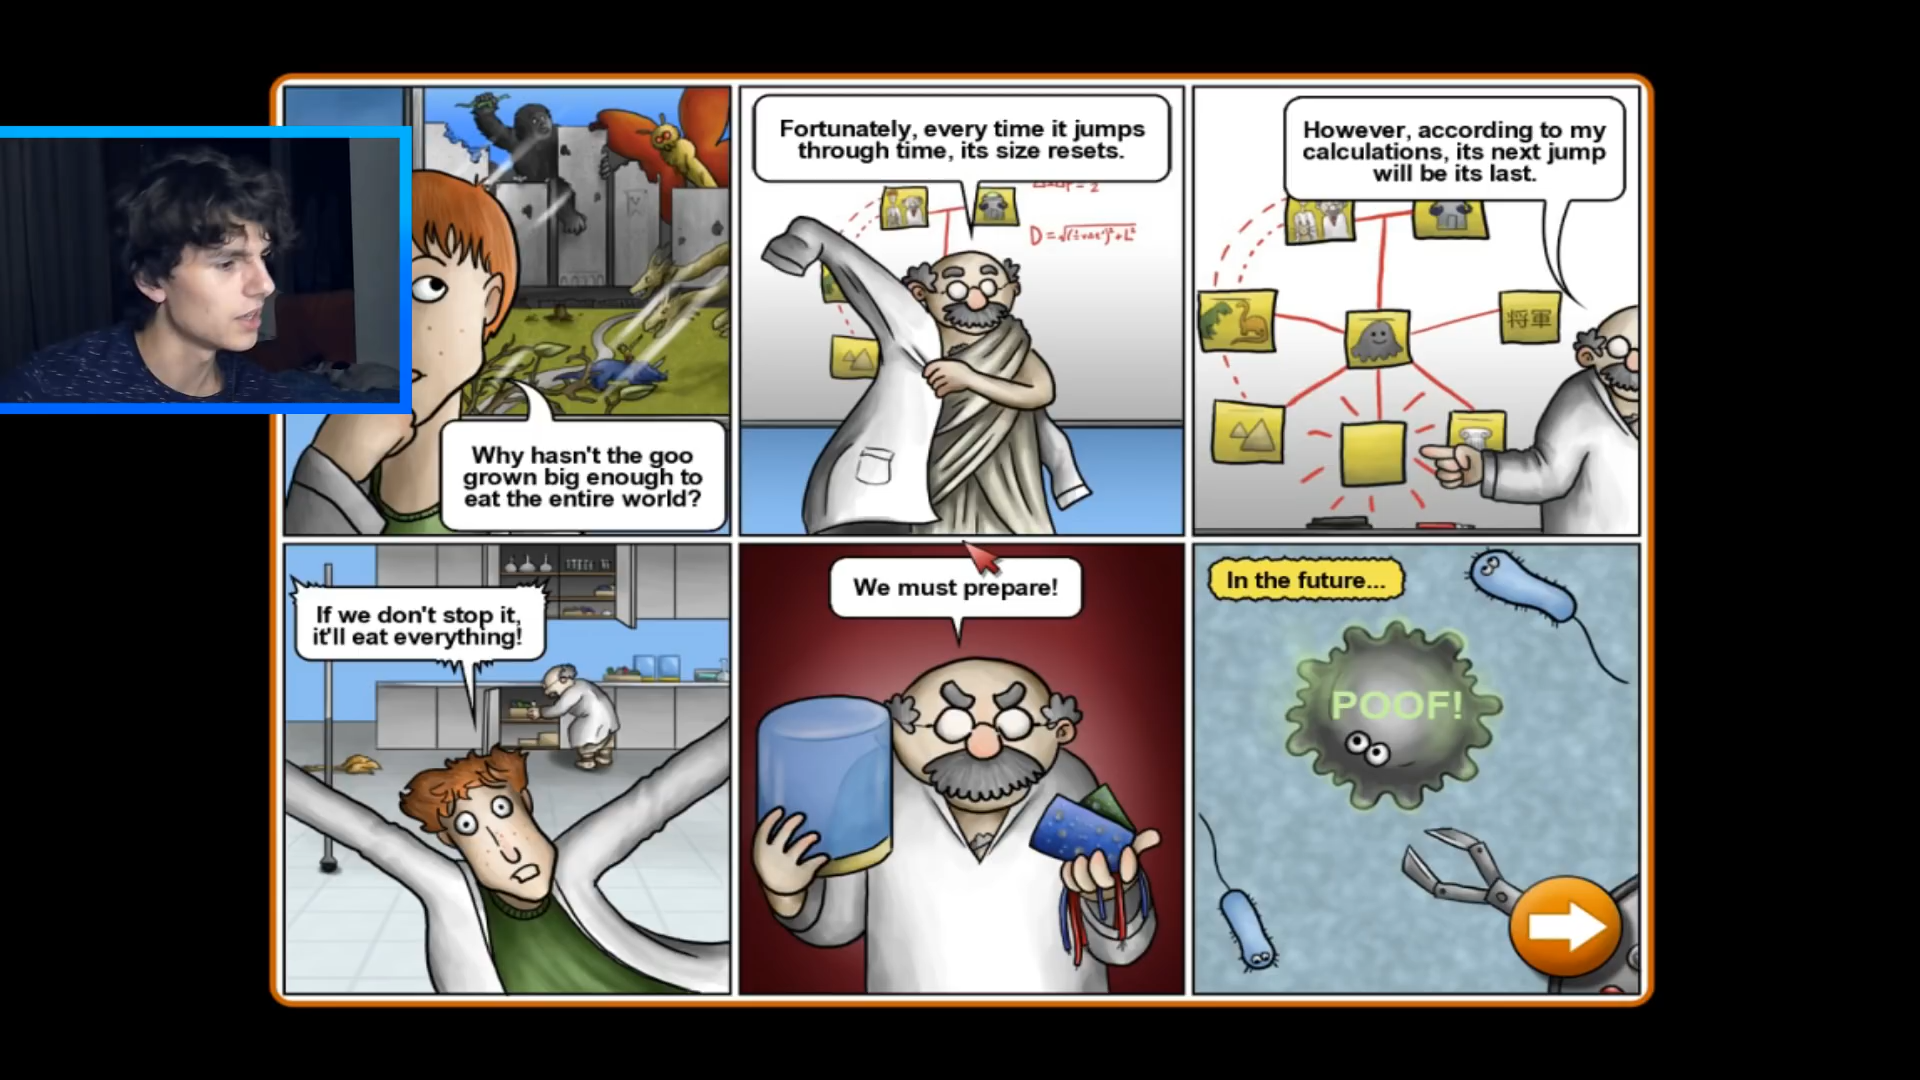 Why hasn't the goo
grown big enough to
eat the entire world?
Fortunately, every time it jumps
through time, its size resets.
However, according to my
calculations, its next jump
will be its last.
将軍
If we don't stop it,
it'll eat everything!
We must prepare!
In the future...
POOF!